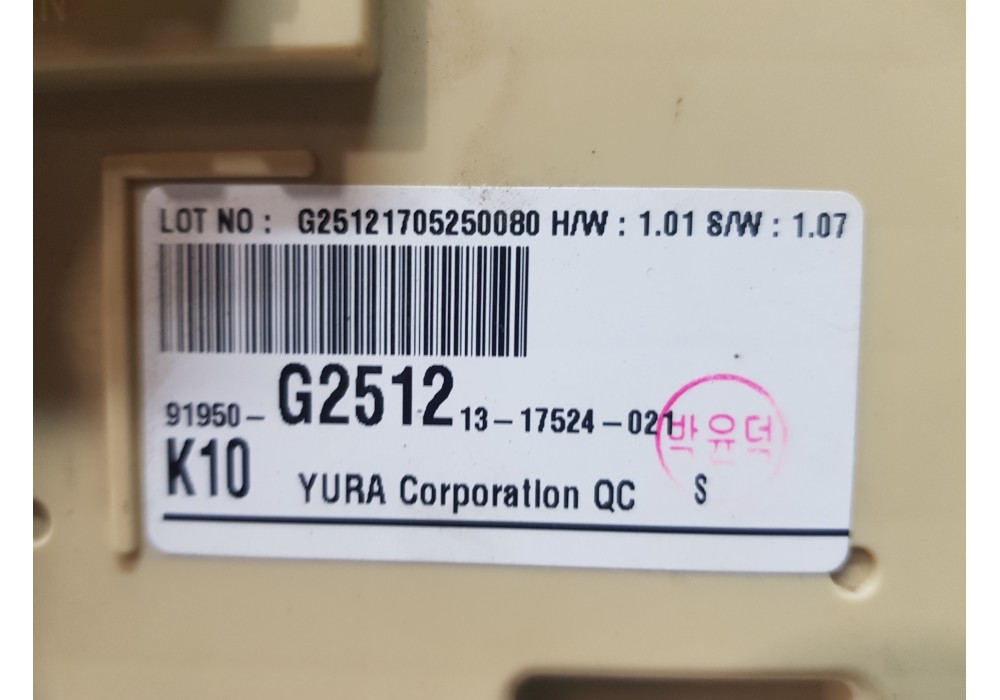 LOT NO : G25121705250080 H/W : 1.01 S/W : 1.07
91950- G2512 13-17524-021
박유덕
K10 YURA Corporation QC S